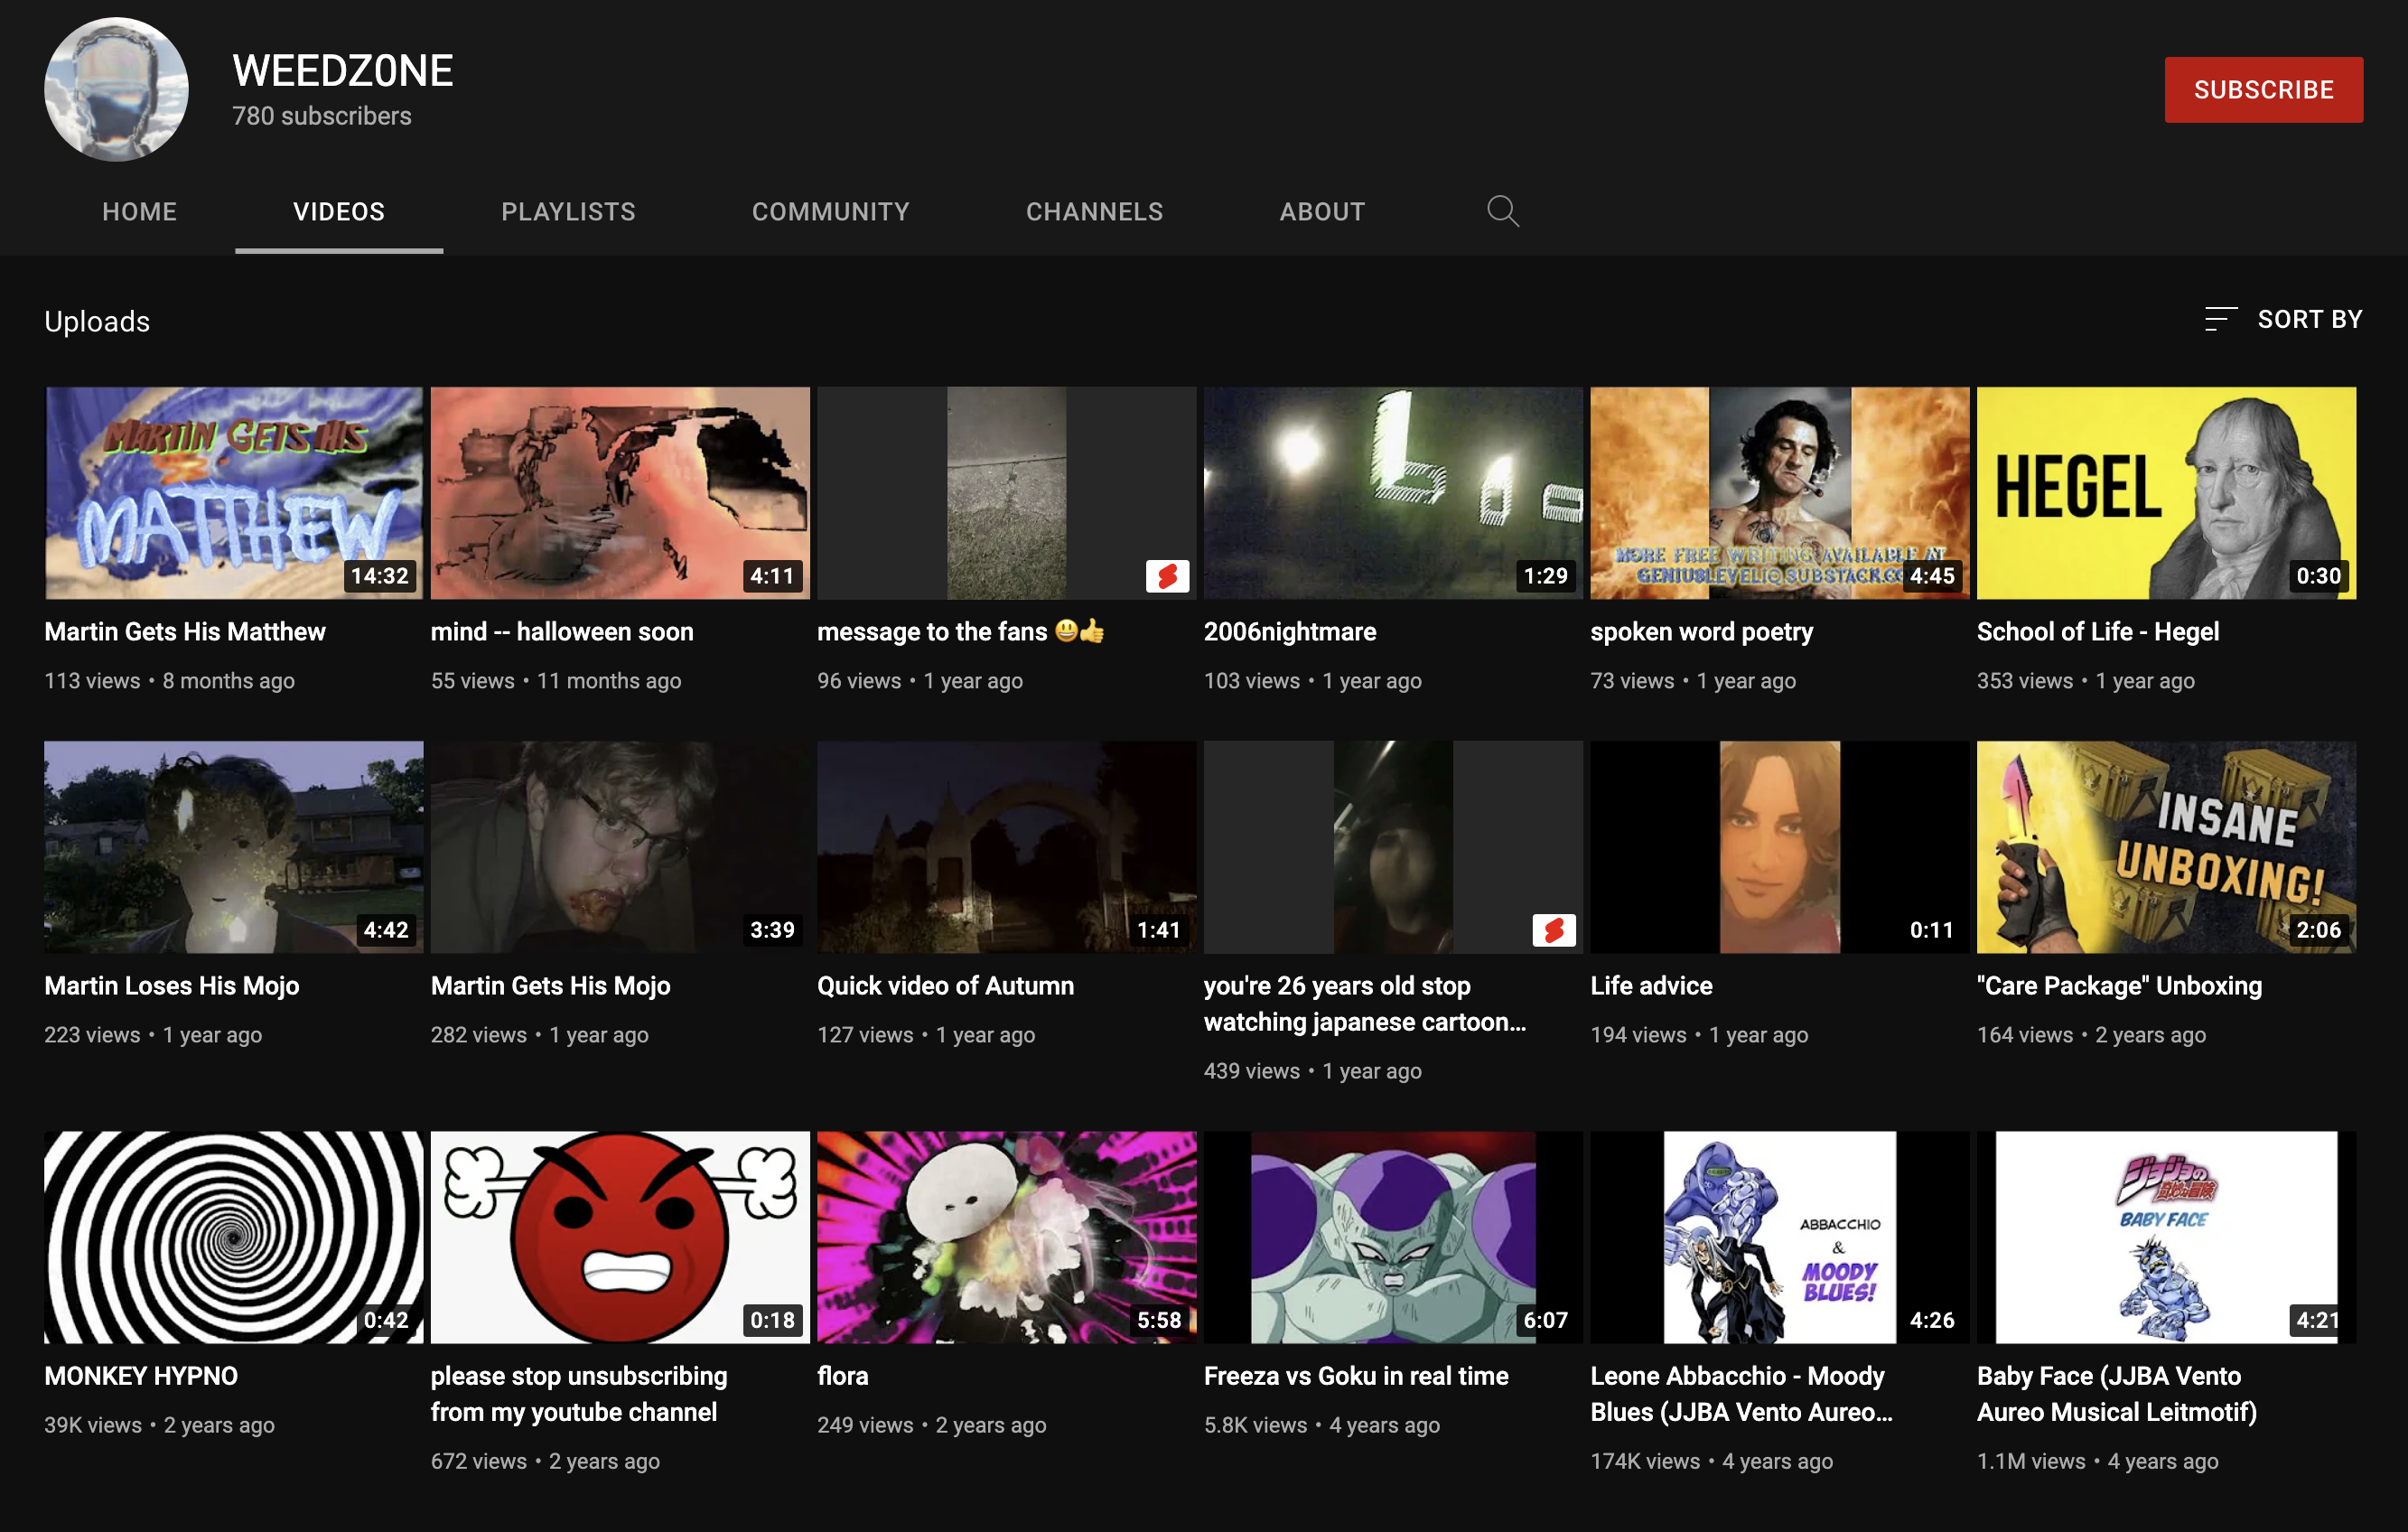 WEEDZ0NE
780 subscribers
SUBSCRIBE
HOME
VIDEOS
PLAYLISTS
COMMUNITY
CHANNELS
ABOUT
Uploads
SORT BY
MARTIN GETS HIS
MATTHEW
14:32
4:11
1:29
MORE FREE WRITING AVAILABLE AT
GENIUSLEVELIQ SUBSTACK.CO
4:45
HEGEL
0:30
Martin Gets His Matthew
113 views • 8 months ago
mind -- halloween soon
55 views • 11 months ago
message to the fans 😃👍
96 views • 1 year ago
2006nightmare
103 views • 1 year ago
spoken word poetry
73 views • 1 year ago
School of Life - Hegel
353 views • 1 year ago
4:42
3:39
1:41
0:11
INSANE
UNBOXING!
2:06
Martin Loses His Mojo
223 views • 1 year ago
Martin Gets His Mojo
282 views • 1 year ago
Quick video of Autumn
127 views • 1 year ago
you're 26 years old stop
watching japanese cartoon...
439 views • 1 year ago
Life advice
194 views • 1 year ago
"Care Package" Unboxing
164 views • 2 years ago
0:42
0:18
5:58
6:07
ABBACCHIO
&
MOODY
BLUES!
4:26
ジョジョの
奇妙な冒険
BABY FACE
4:21
MONKEY HYPNO
39K views • 2 years ago
please stop unsubscribing
from my youtube channel
672 views • 2 years ago
flora
249 views • 2 years ago
Freeza vs Goku in real time
5.8K views • 4 years ago
Leone Abbacchio - Moody
Blues (JJBA Vento Aureo...
174K views • 4 years ago
Baby Face (JJBA Vento
Aureo Musical Leitmotif)
1.1M views • 4 years ago